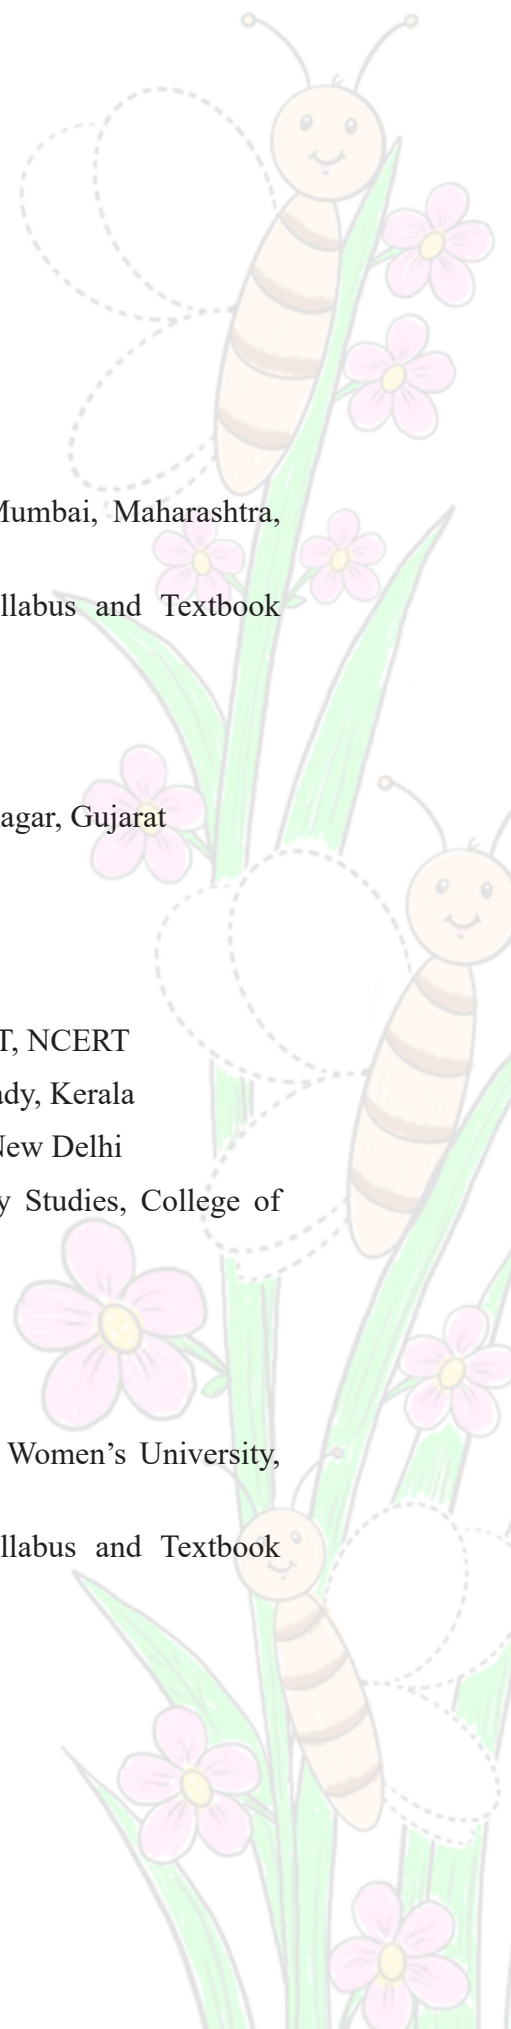 Mumbai, Maharashtra,
llabus and Textbook
agar, Gujarat
T, NCERT
ady, Kerala
New Delhi
y Studies, College of
Women’s University,
llabus and Textbook